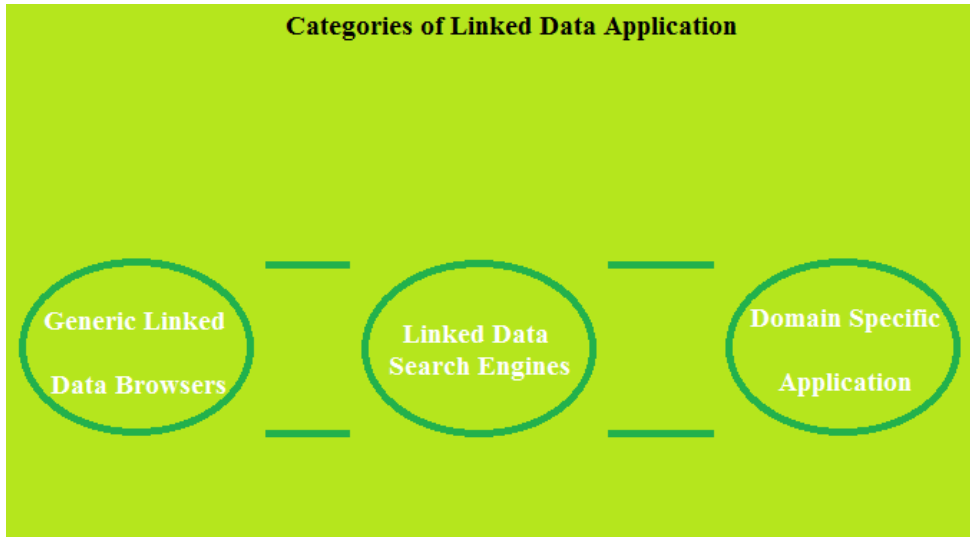 Categories of Linked Data Application
Generic Linked
Data Browsers
Linked Data
Search Engines
Domain Specific
Application